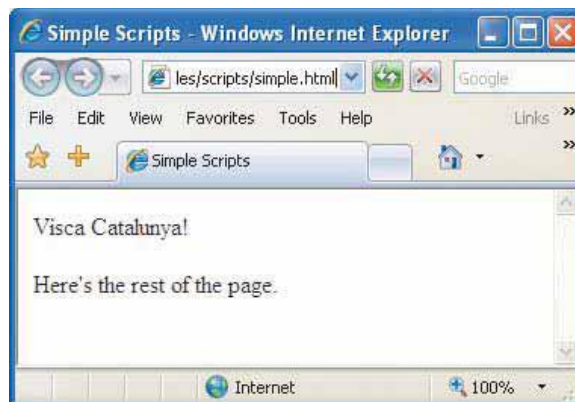 Simple Scripts - Windows Internet Explorer
les/scripts/simple.html
Google
File Edit View Favorites Tools Help Links »
»
Simple Scripts
Visca Catalunya!
Here's the rest of the page.
Internet 100%